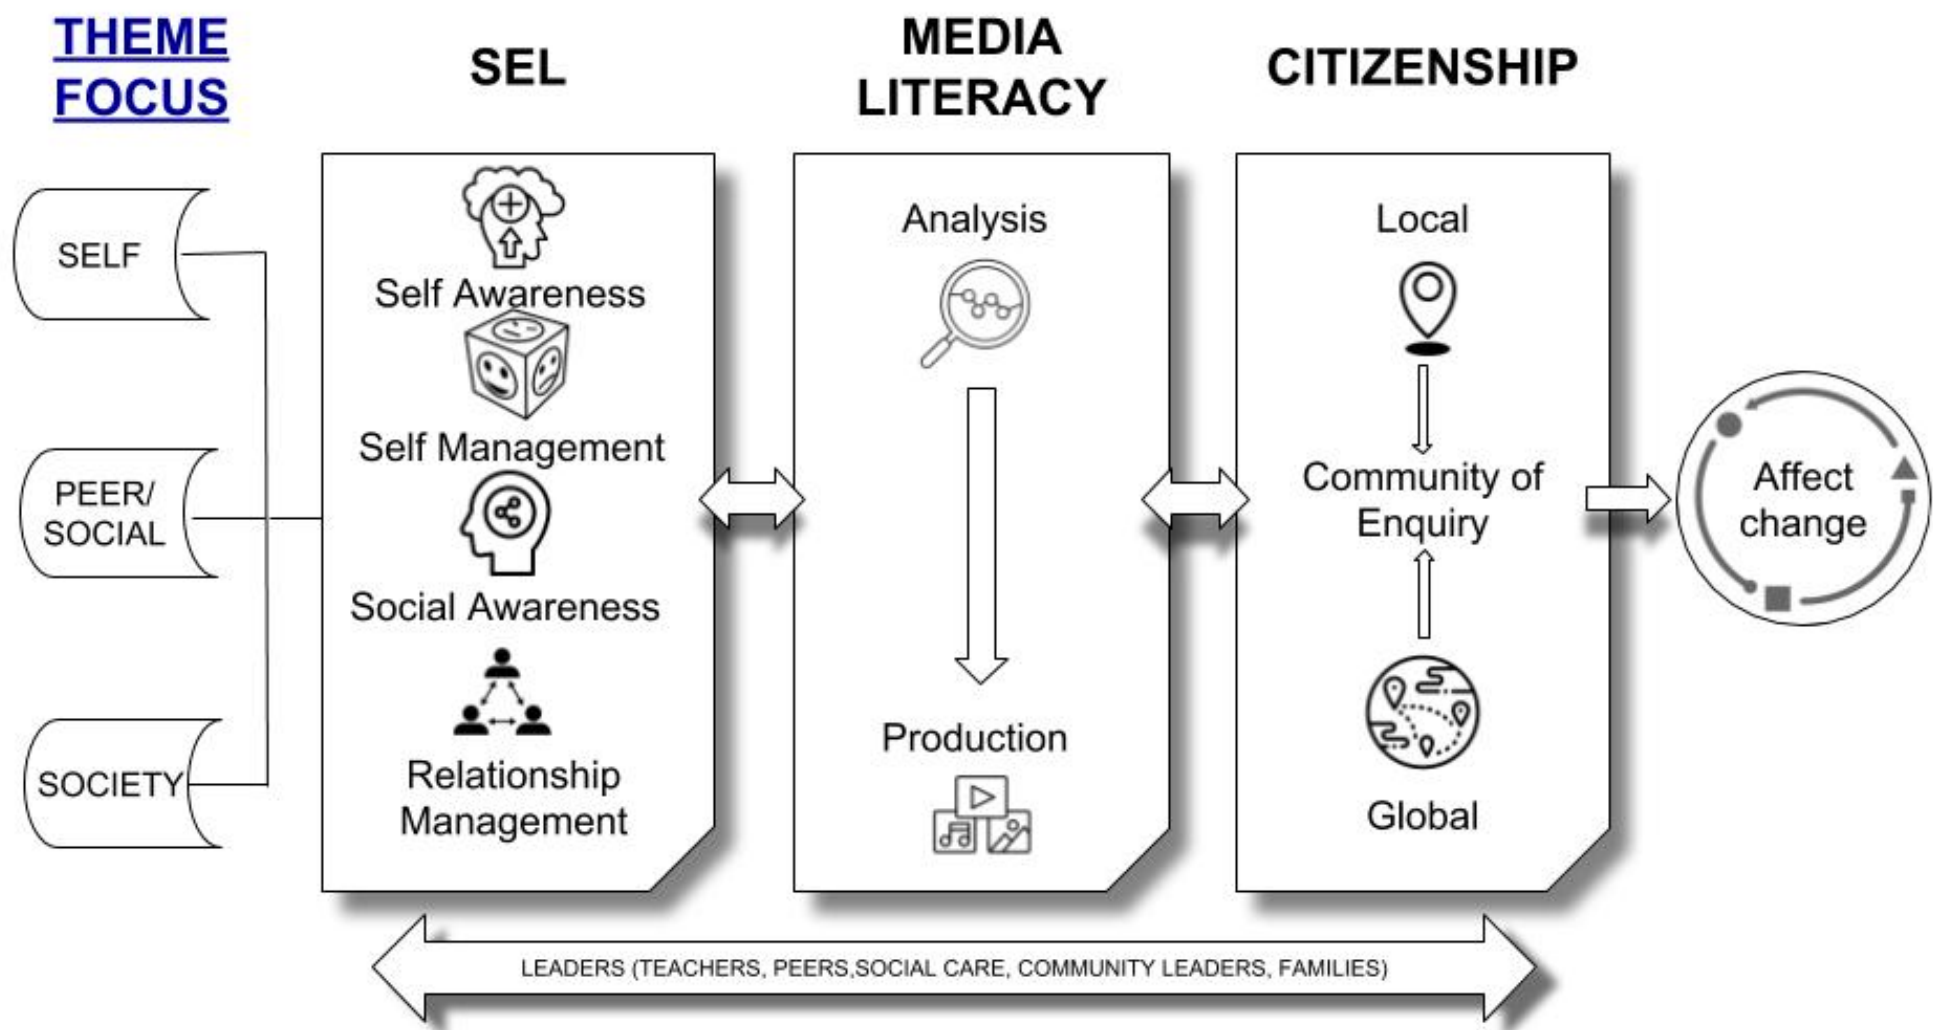 THEME
FOCUS
SEL
MEDIA
LITERACY
CITIZENSHIP
SELF
PEER/
SOCIAL
SOCIETY
Self Awareness
Self Management
Social Awareness
Relationship
Management
Analysis
Production
Local
Community of
Enquiry
Global
Affect
change
LEADERS (TEACHERS, PEERS,SOCIAL CARE, COMMUNITY LEADERS, FAMILIES)